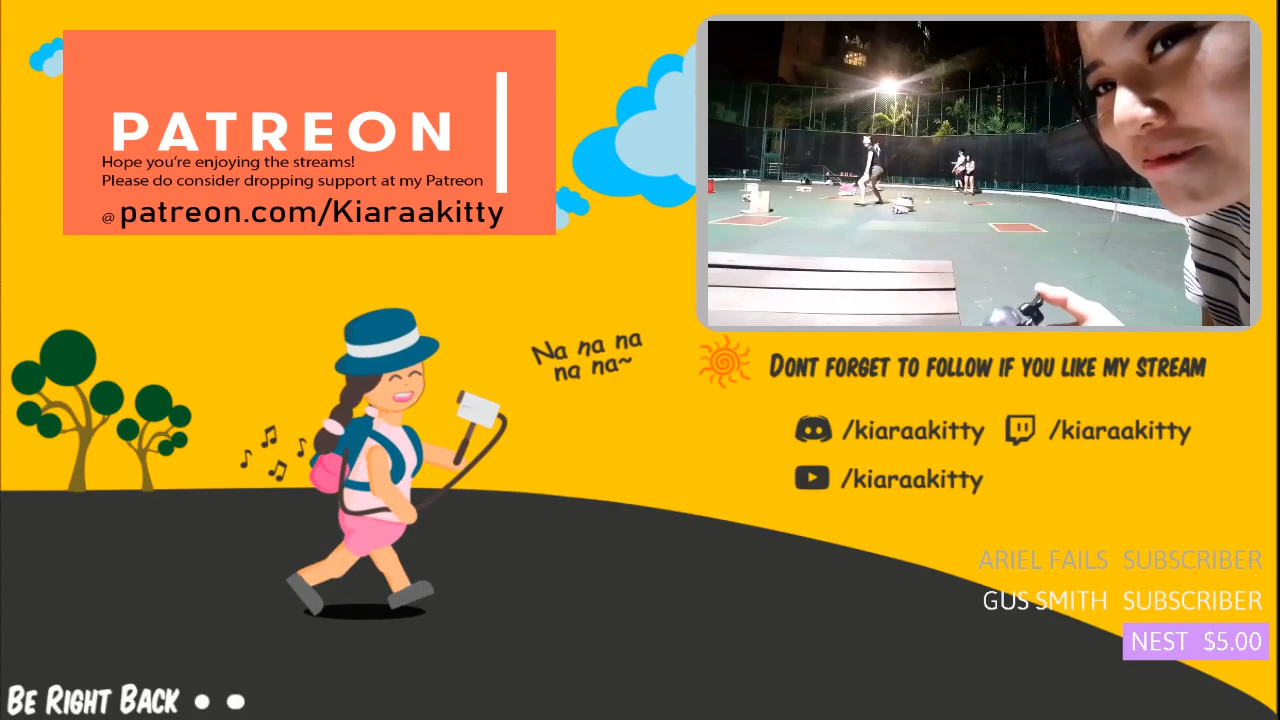 PATREON
Hope you're enjoying the streams!
Please do consider dropping support at my Patreon
@ patreon.com/Kiaraakitty
Na na na
na na~
DONT FORGET TO FOLLOW IF YOU LIKE MY STREAM
/kiaraakitty
/kiaraakitty
/kiaraakitty
ARIEL FAILS SUBSCRIBER
GUS SMITH SUBSCRIBER
NEST $5.00
BE RIGHT BACK